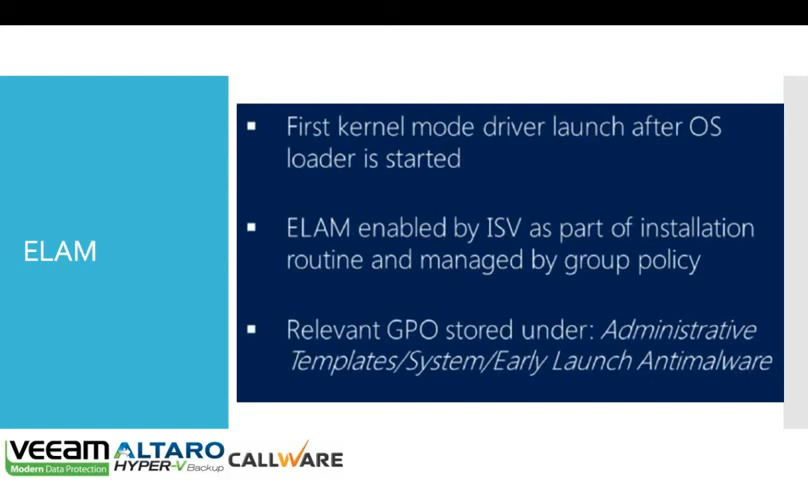 ELAM
▪ First kernel mode driver launch after OS
loader is started
▪ ELAM enabled by ISV as part of installation
routine and managed by group policy
▪ Relevant GPO stored under: Administrative
Templates/System/Early Launch Antimalware
veeam
Modern Data Protection
ALTARO
HYPER-V Backup
CALLWARE